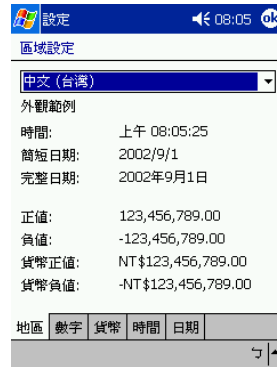 設定 08:05 ok
區域設定
中文 (台灣)
外觀範例
時間: 上午 08:05:25
簡短日期: 2002/9/1
完整日期: 2002年9月1日
正值: 123,456,789.00
負值: -123,456,789.00
貨幣正值: NT$123,456,789.00
貨幣負值: -NT$123,456,789.00
地區 數字 貨幣 時間 日期
ㄅ